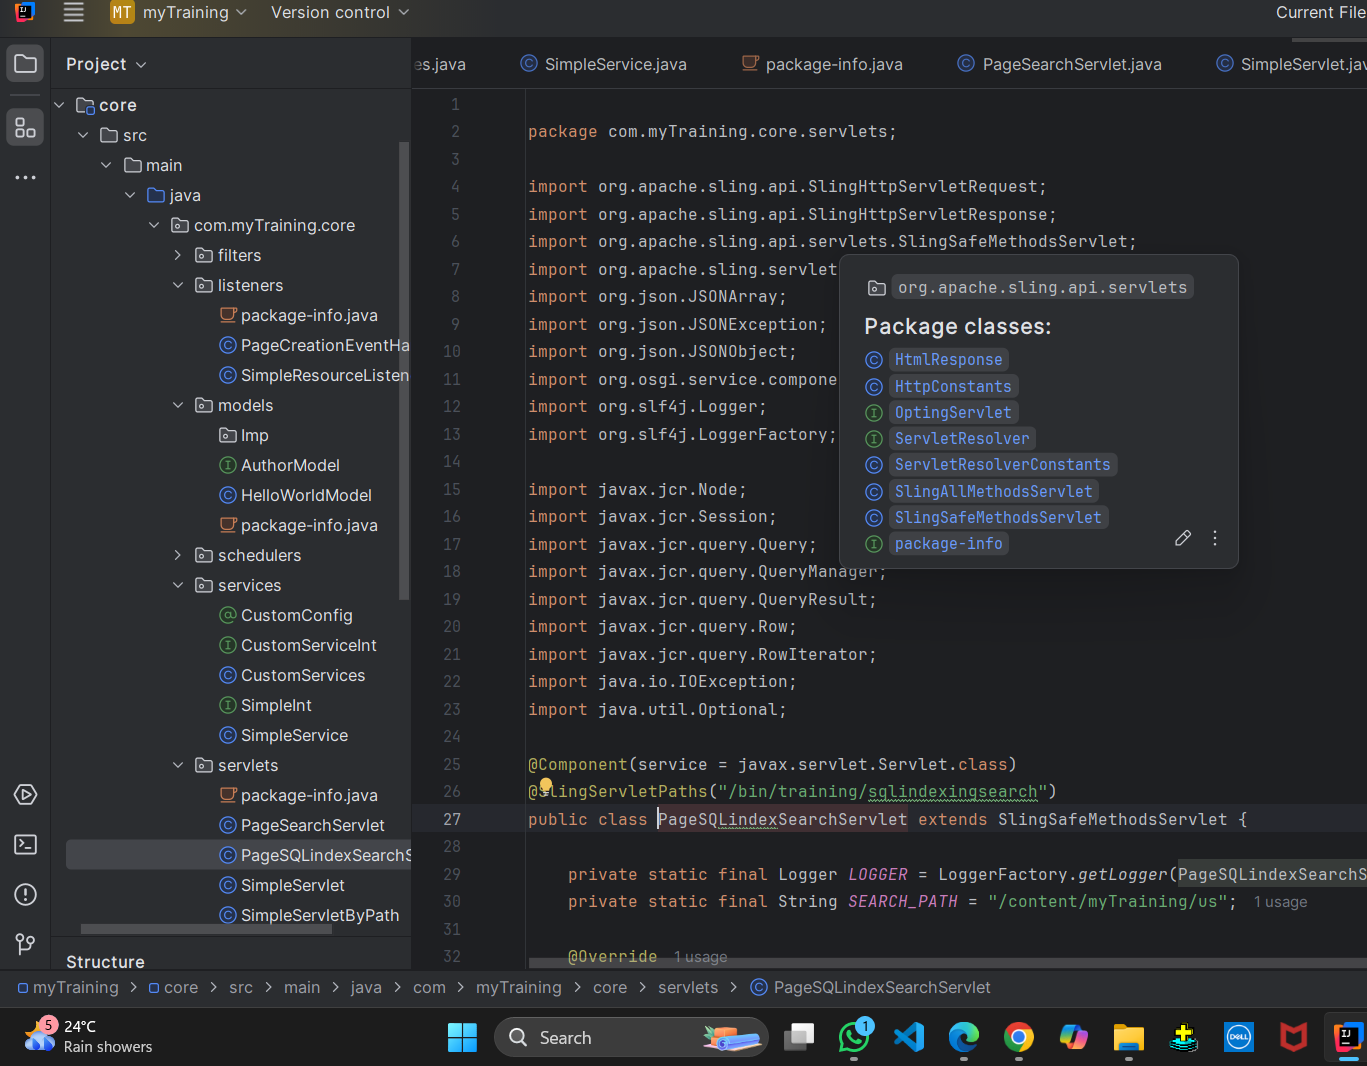 MT myTraining Version control Current File
Project
es.java SimpleService.java package-info.java PageSearchServlet.java SimpleServlet.jav
core
src
main
java
com.myTraining.core
filters
listeners
package-info.java
PageCreationEventHa
SimpleResourceListen
models
Imp
AuthorModel
HelloWorldModel
package-info.java
schedulers
services
CustomConfig
CustomServiceInt
CustomServices
SimpleInt
SimpleService
servlets
package-info.java
PageSearchServlet
PageSQLindexSearchS
SimpleServlet
SimpleServletByPath
Structure
1
2 package com.myTraining.core.servlets;
3
4 import org.apache.sling.api.SlingHttpServletRequest;
5 import org.apache.sling.api.SlingHttpServletResponse;
6 import org.apache.sling.api.servlets.SlingSafeMethodsServlet;
7 import org.apache.sling.servlet
8 import org.json.JSONArray;
9 import org.json.JSONException;
10 import org.json.JSONObject;
11 import org.osgi.service.compone
12 import org.slf4j.Logger;
13 import org.slf4j.LoggerFactory;
14
15 import javax.jcr.Node;
16 import javax.jcr.Session;
17 import javax.jcr.query.Query;
18 import javax.jcr.query.QueryManager;
19 import javax.jcr.query.QueryResult;
20 import javax.jcr.query.Row;
21 import javax.jcr.query.RowIterator;
22 import java.io.IOException;
23 import java.util.Optional;
24
25 @Component(service = javax.servlet.Servlet.class)
26 @SlingServletPaths("/bin/training/sqlindexingsearch")
27 public class PageSQLindexSearchServlet extends SlingSafeMethodsServlet {
28
29 private static final Logger LOGGER = LoggerFactory.getLogger(PageSQLindexSearchS
30 private static final String SEARCH_PATH = "/content/myTraining/us"; 1 usage
31
32 @Override 1 usage
org.apache.sling.api.servlets
Package classes:
HtmlResponse
HttpConstants
OptingServlet
ServletResolver
ServletResolverConstants
SlingAllMethodsServlet
SlingSafeMethodsServlet
package-info
myTraining > core > src > main > java > com > myTraining > core > servlets > PageSQLindexSearchServlet
5 24°C
Rain showers
Search
1
DELL